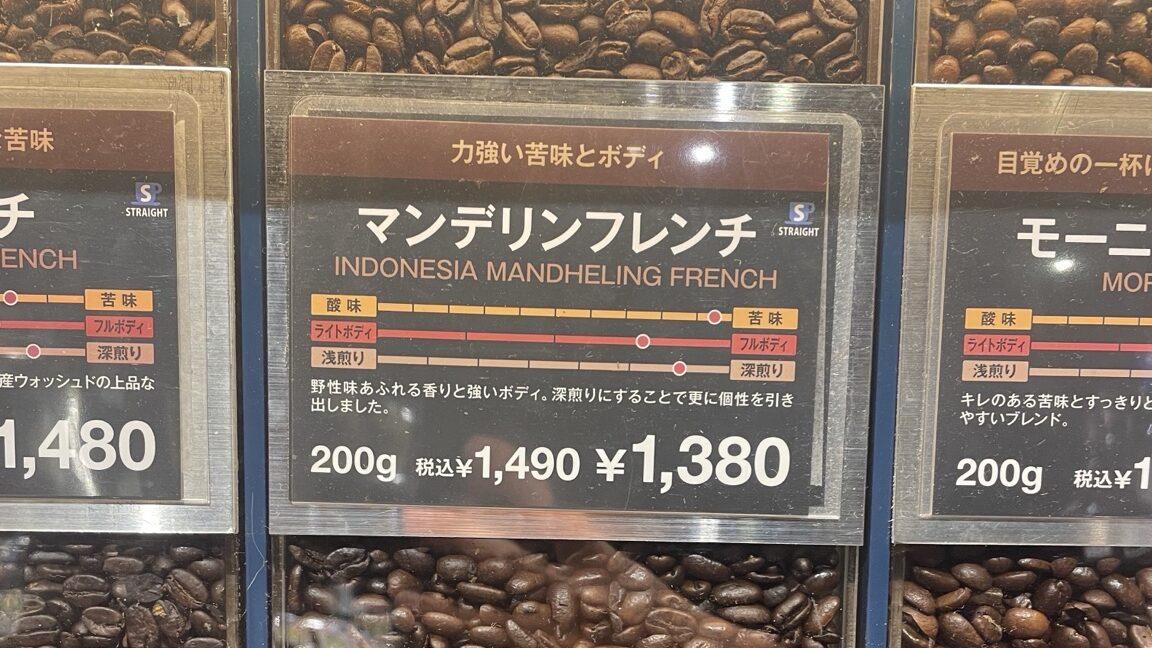 苦味
チ
STRAIGHT
ENCH
苦味
フルボディ
深煎り
産ウォッシュドの上品な
1,480
力強い苦味とボディ
マンデリンフレンチ
SP
STRAIGHT
INDONESIA MANDHELING FRENCH
酸味 苦味
ライトボディ フルボディ
浅煎り 深煎り
野性味あふれる香りと強いボディ。深煎りにすることで更に個性を引き
出しました。
200g 税込¥1,490 ¥1,380
目覚めの一杯に
モーニ
MOR
酸味
ライトボディ
浅煎り
キレのある苦味とすっきりと
やすいブレンド。
200g 税込¥1